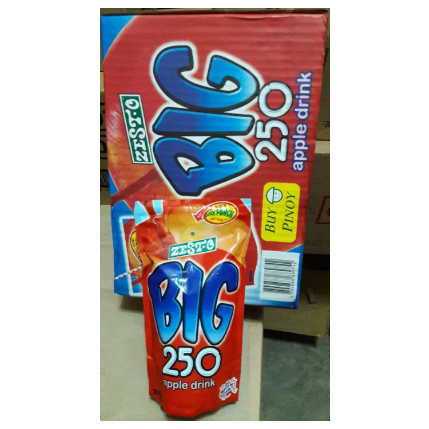 ZEST-O
BIG
250
apple drink
BUY
PINOY
ZEST-O
BIG
250
apple drink